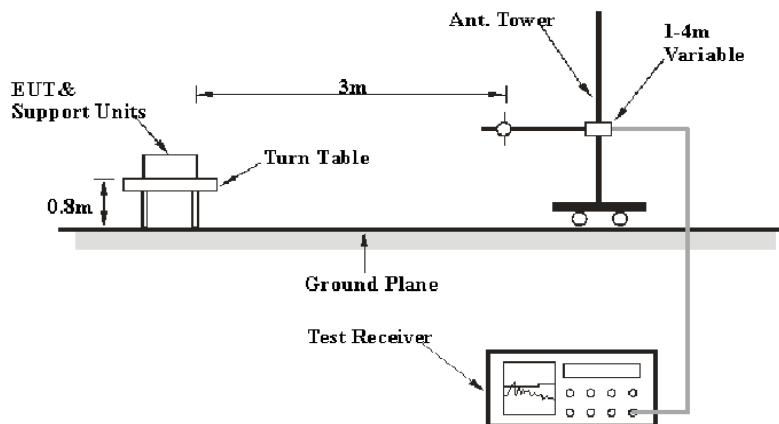 Ant. Tower
1-4m
Variable
EUT&
Support Units
3m
Turn Table
0.8m
Ground Plane
Test Receiver